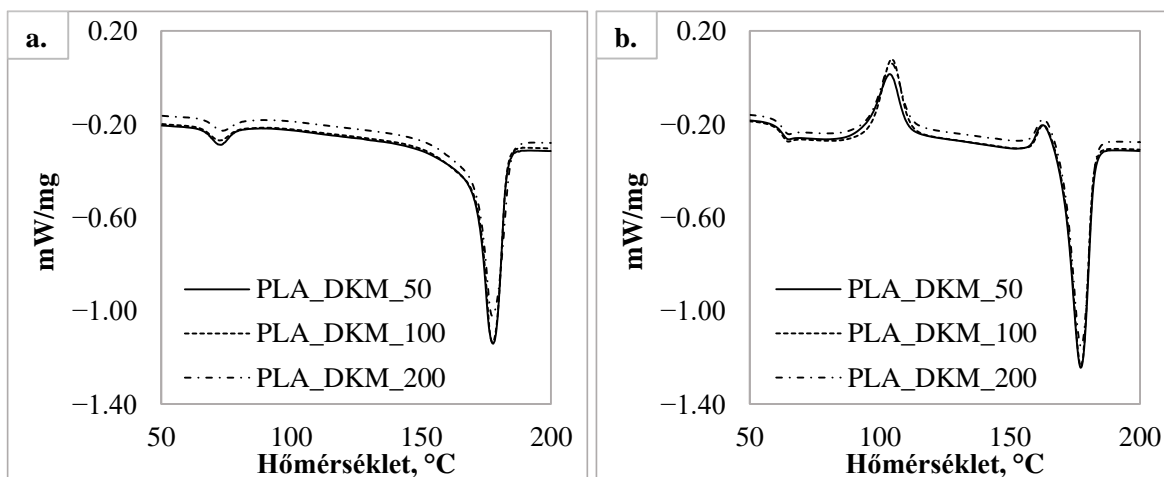 a.
0.20
−0.20
−0.60
−1.00
−1.40
mW/mg
PLA_DKM_50
PLA_DKM_100
PLA_DKM_200
50
100
150
200
Hőmérséklet, °C
b.
0.20
−0.20
−0.60
−1.00
−1.40
mW/mg
PLA_DKM_50
PLA_DKM_100
PLA_DKM_200
50
100
150
200
Hőmérséklet, °C